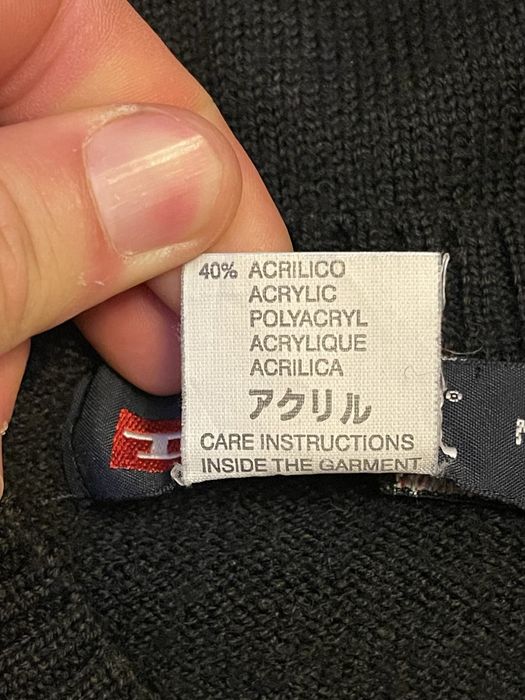 40% ACRILICO
ACRYLIC
POLYACRYL
ACRYLIQUE
ACRILICA
アクリル
CARE INSTRUCTIONS
INSIDE THE GARMENT